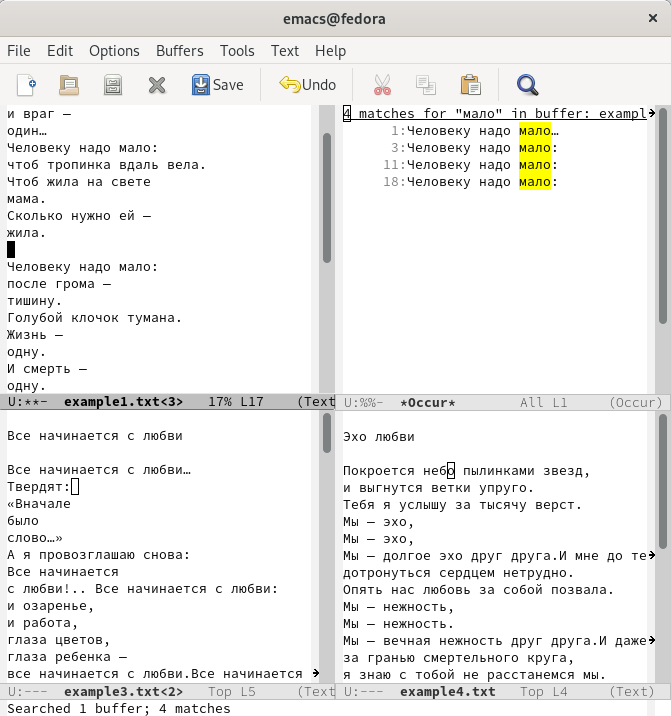 emacs@fedora
File Edit Options Buffers Tools Text Help
Save Undo
и враг —
один…
Человеку надо мало:
чтоб тропинка вдаль вела.
Чтоб жила на свете
мама.
Сколько нужно ей —
жила.
Человеку надо мало:
после грома —
тишину.
Голубой клочок тумана.
Жизнь —
одну.
И смерть —
одну.
U:**- example1.txt<3> 17% L17 (Text
4 matches for "мало" in buffer: exampl
1:Человеку надо мало…
3:Человеку надо мало:
11:Человеку надо мало:
18:Человеку надо мало:
U:%%- *Occur* All L1 (Occur)
Все начинается с любви
Все начинается с любви…
Твердят:
«Вначале
было
слово…»
А я провозглашаю снова:
Все начинается
с любви!.. Все начинается с любви:
и озаренье,
и работа,
глаза цветов,
глаза ребенка —
все начинается с любви.Все начинается
U:--- example3.txt<2> Top L5 (Text
Эхо любви
Покроется небо пылинками звезд,
и выгнутся ветки упруго.
Тебя я услышу за тысячу верст.
Мы — эхо,
Мы — эхо,
Мы — долгое эхо друг друга.И мне до те
дотронуться сердцем нетрудно.
Опять нас любовь за собой позвала.
Мы — нежность,
Мы — нежность.
Мы — вечная нежность друг друга.И даже
за гранью смертельного круга,
я знаю с тобой не расстанемся мы.
U:--- example4.txt Top L4 (Text
Searched 1 buffer; 4 matches